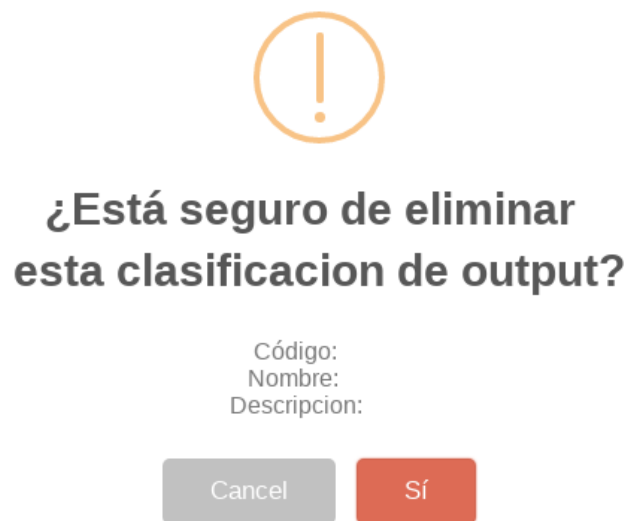 ¿Está seguro de eliminar
esta clasificacion de output?
Código:
Nombre:
Descripcion:
Cancel
Sí